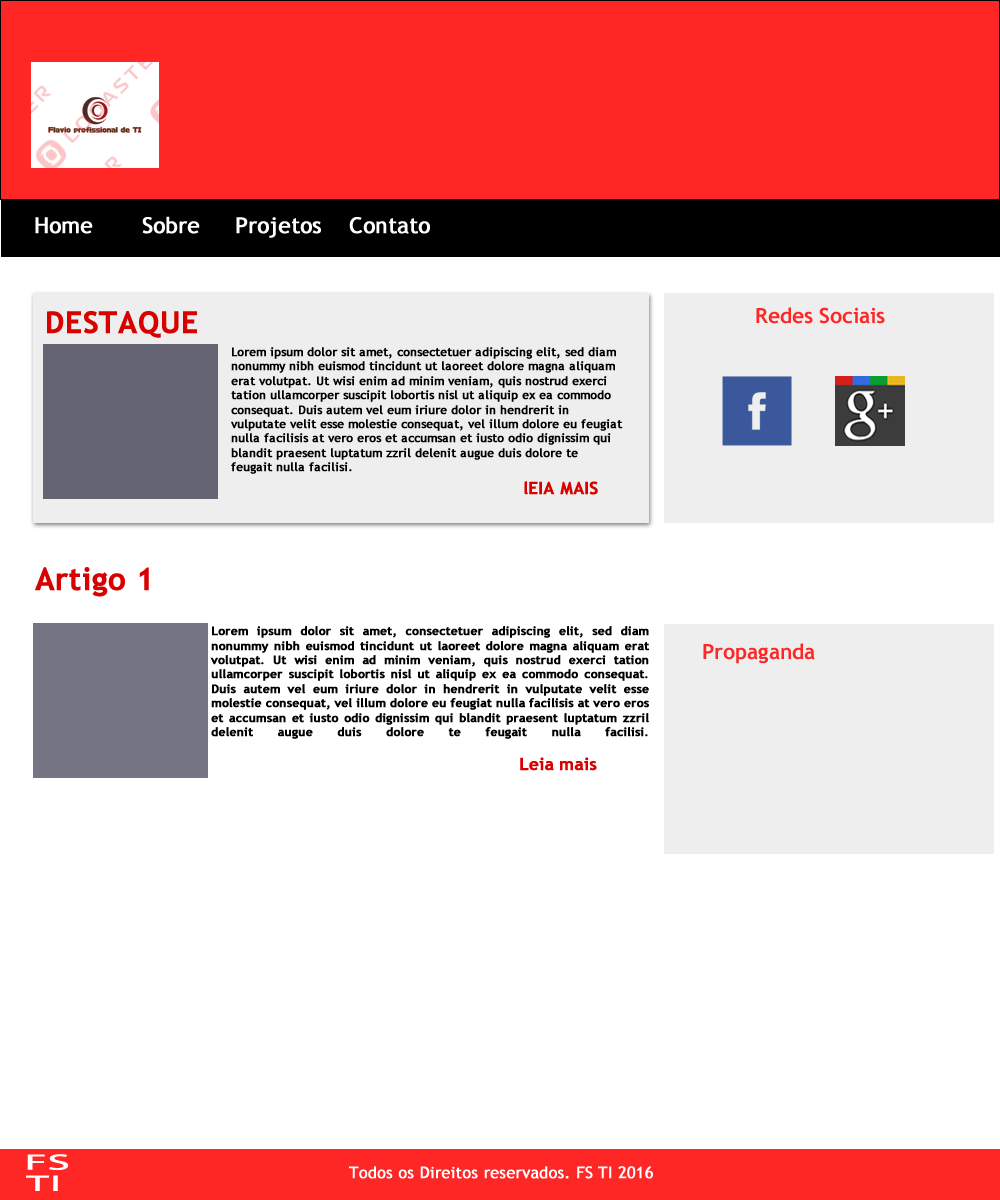 Flavio profissional de TI
Home Sobre Projetos Contato
DESTAQUE
Lorem ipsum dolor sit amet, consectetuer adipiscing elit, sed diam
nonummy nibh euismod tincidunt ut laoreet dolore magna aliquam
erat volutpat. Ut wisi enim ad minim veniam, quis nostrud exerci
tation ullamcorper suscipit lobortis nisl ut aliquip ex ea commodo
consequat. Duis autem vel eum iriure dolor in hendrerit in
vulputate velit esse molestie consequat, vel illum dolore eu feugiat
nulla facilisis at vero eros et accumsan et iusto odio dignissim qui
blandit praesent luptatum zzril delenit augue duis dolore te
feugait nulla facilisi.
lEIA MAIS
Redes Sociais
f
g+
Artigo 1
Lorem ipsum dolor sit amet, consectetuer adipiscing elit, sed diam
nonummy nibh euismod tincidunt ut laoreet dolore magna aliquam erat
volutpat. Ut wisi enim ad minim veniam, quis nostrud exerci tation
ullamcorper suscipit lobortis nisl ut aliquip ex ea commodo consequat.
Duis autem vel eum iriure dolor in hendrerit in vulputate velit esse
molestie consequat, vel illum dolore eu feugiat nulla facilisis at vero eros
et accumsan et iusto odio dignissim qui blandit praesent luptatum zzril
delenit augue duis dolore te feugait nulla facilisi.
Leia mais
Propaganda
FS
TI
Todos os Direitos reservados. FS TI 2016